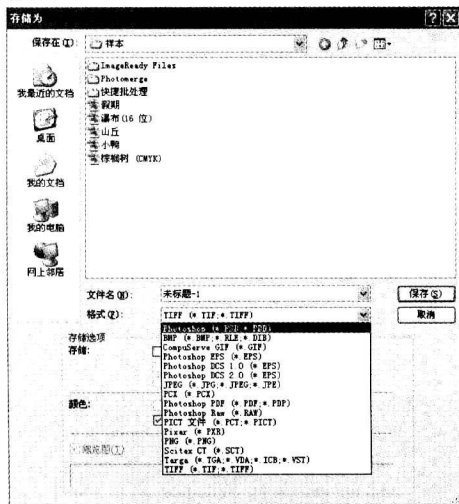 存储为
保存在(I):
样本
ImageReady Files
Photomerge
快捷批处理
假期
瀑布(16 位)
山丘
小鸭
棕榈树 (CMYK)
我最近的文档
桌面
我的文档
我的电脑
网上邻居
文件名(N):
未标题-1
保存(S)
格式(F):
TIFF (*.TIF;*.TIFF)
取消
Photoshop (*.PSD;*.PDD)
BMP (*.BMP;*.RLE;*.DIB)
CompuServe GIF (*.GIF)
Photoshop EPS (*.EPS)
Photoshop DCS 1.0 (*.EPS)
Photoshop DCS 2.0 (*.EPS)
JPEG (*.JPG;*.JPEG;*.JPE)
PCX (*.PCX)
Photoshop PDF (*.PDF;*.PDP)
Photoshop Raw (*.RAW)
PICT 文件 (*.PCT;*.PICT)
Pixar (*.PXR)
PNG (*.PNG)
Scitex CT (*.SCT)
Targa (*.TGA;*.VDA;*.ICB;*.VST)
TIFF (*.TIF;*.TIFF)
存储选项
存储:
颜色:
缩览图(T)